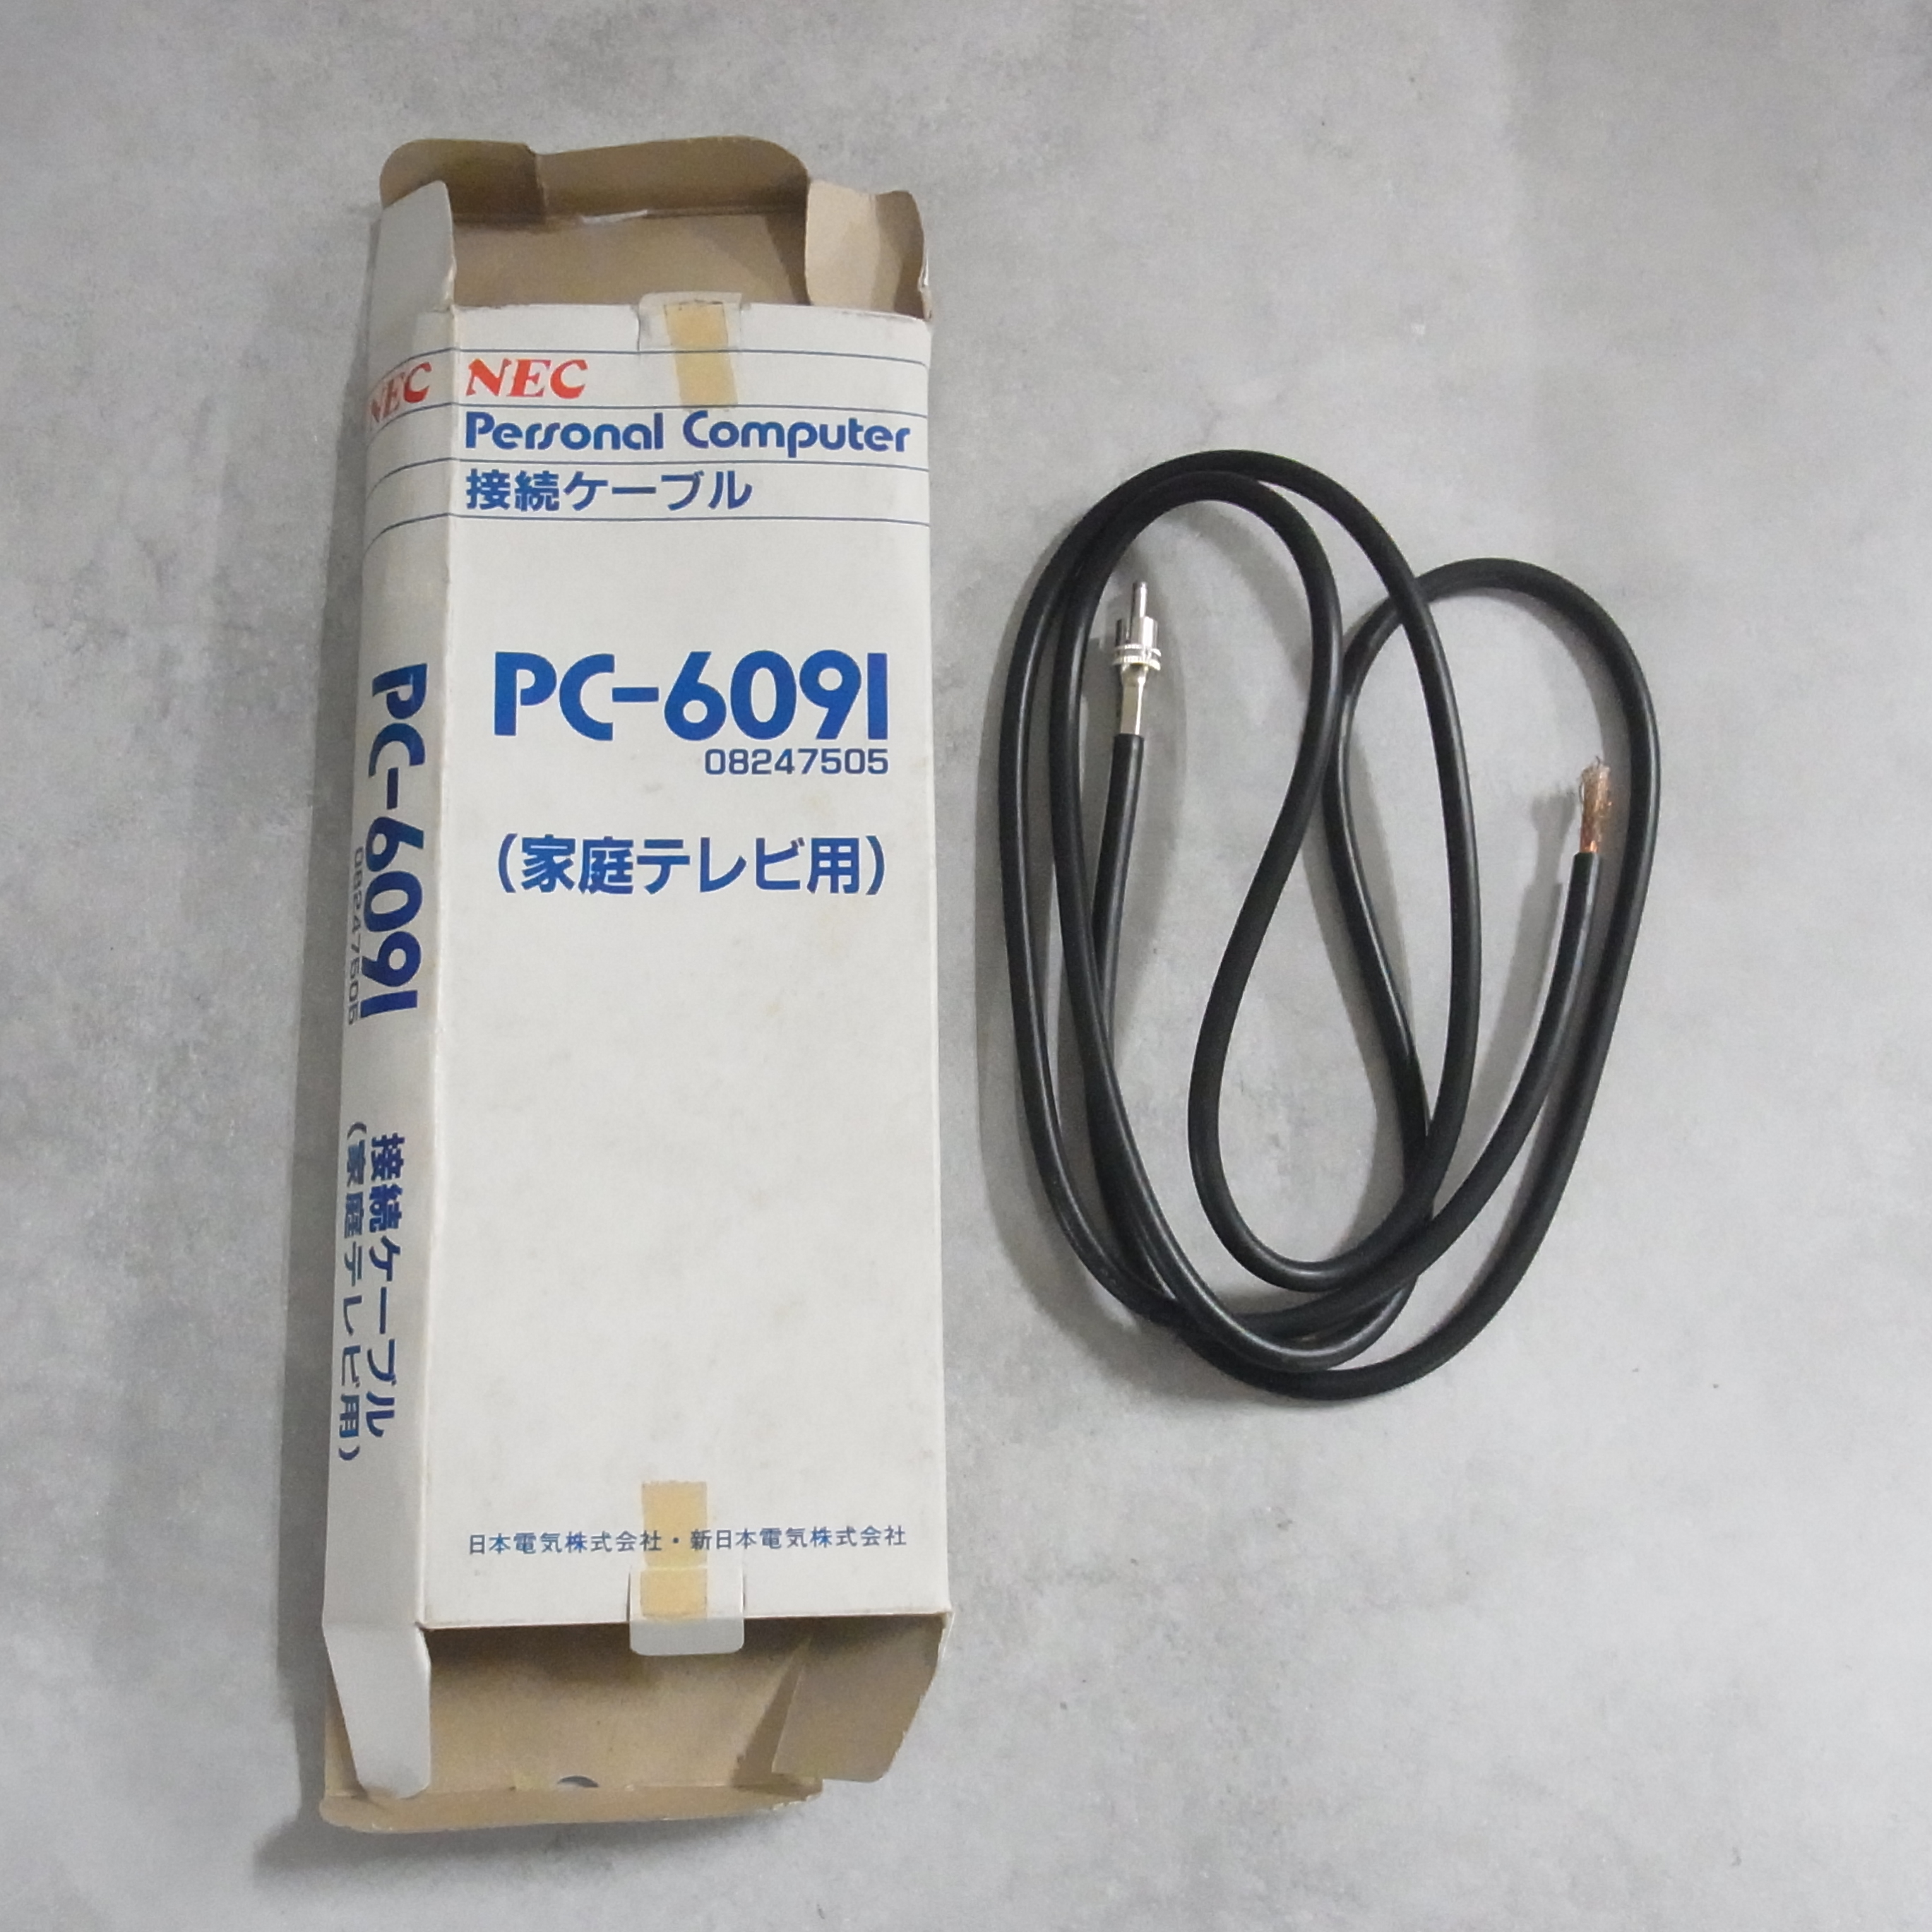 NEC
Personal Computer
接続ケーブル
PC-6091
08247505
(家庭テレビ用)
日本電気株式会社・新日本電気株式会社
NEC
PC-6091
08247505
接続ケーブル
(家庭テレビ用)